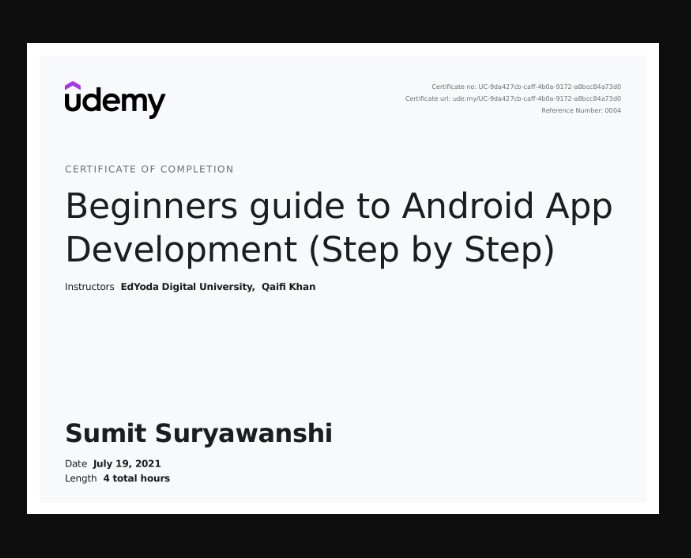 udemy
Certificate no: UC-9da427cb-caff-4b0a-9172-a8bcc84a73d0
Certificate url: ude.my/UC-9da427cb-caff-4b0a-9172-a8bcc84a73d0
Reference Number: 0004
CERTIFICATE OF COMPLETION
Beginners guide to Android App
Development (Step by Step)
Instructors EdYoda Digital University, Qaifi Khan
Sumit Suryawanshi
Date July 19, 2021
Length 4 total hours